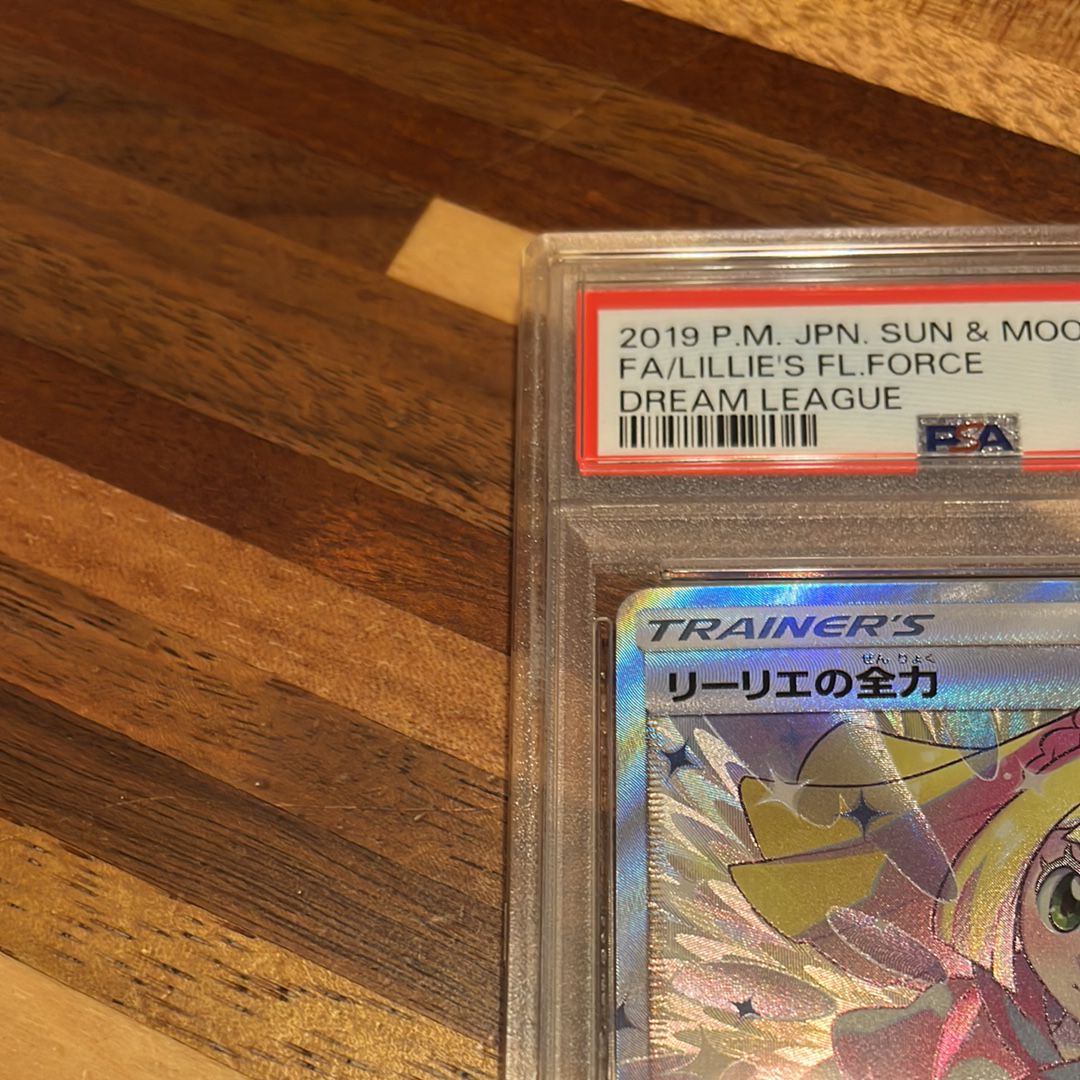 2019 P.M. JPN. SUN & MOO
FA/LILLIE'S FL.FORCE
DREAM LEAGUE
PSA
TRAINER'S
せんりょく
リーリエの全力